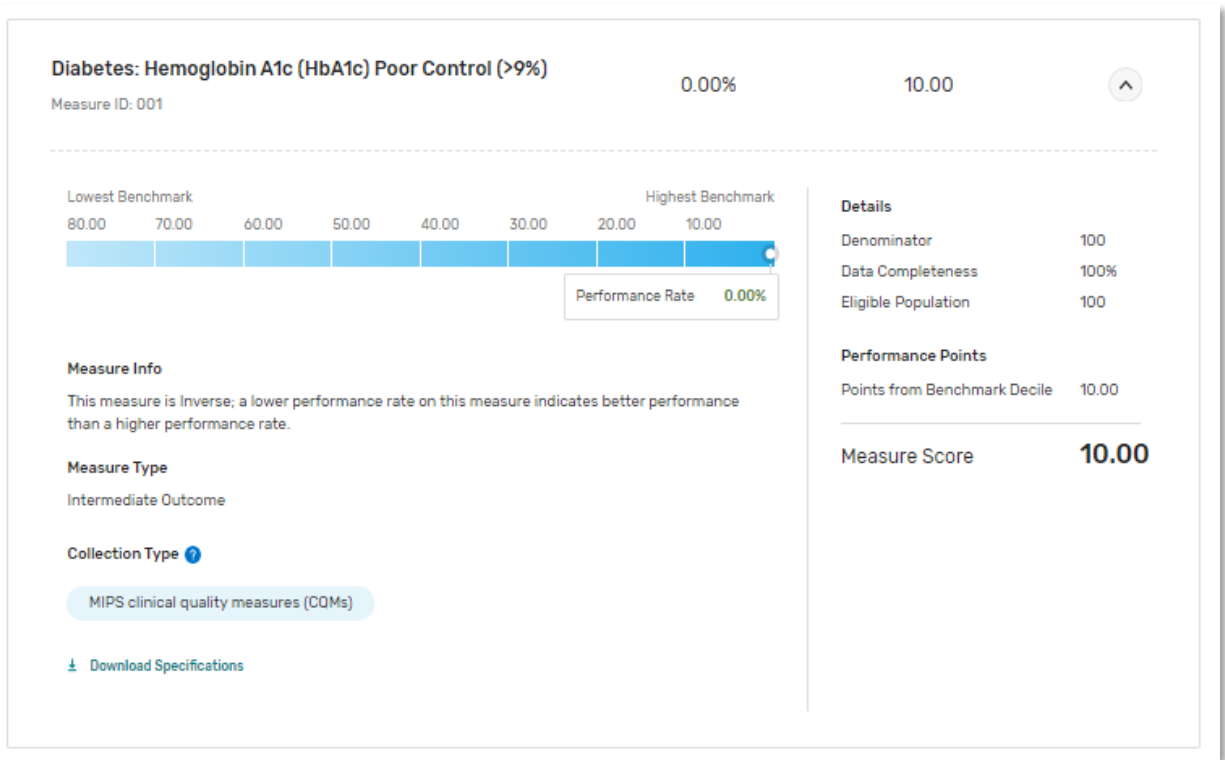 Diabetes: Hemoglobin A1c (HbA1c) Poor Control (>9%)
0.00%
10.00
Measure ID: 001
Lowest Benchmark
Highest Benchmark
80.00 70.00 60.00 50.00 40.00 30.00 20.00 10.00
Performance Rate 0.00%
Measure Info
This measure is Inverse; a lower performance rate on this measure indicates better performance
than a higher performance rate.
Measure Type
Intermediate Outcome
Collection Type ?
MIPS clinical quality measures (CQMs)
Download Specifications
Details
Denominator 100
Data Completeness 100%
Eligible Population 100
Performance Points
Points from Benchmark Decile 10.00
Measure Score 10.00